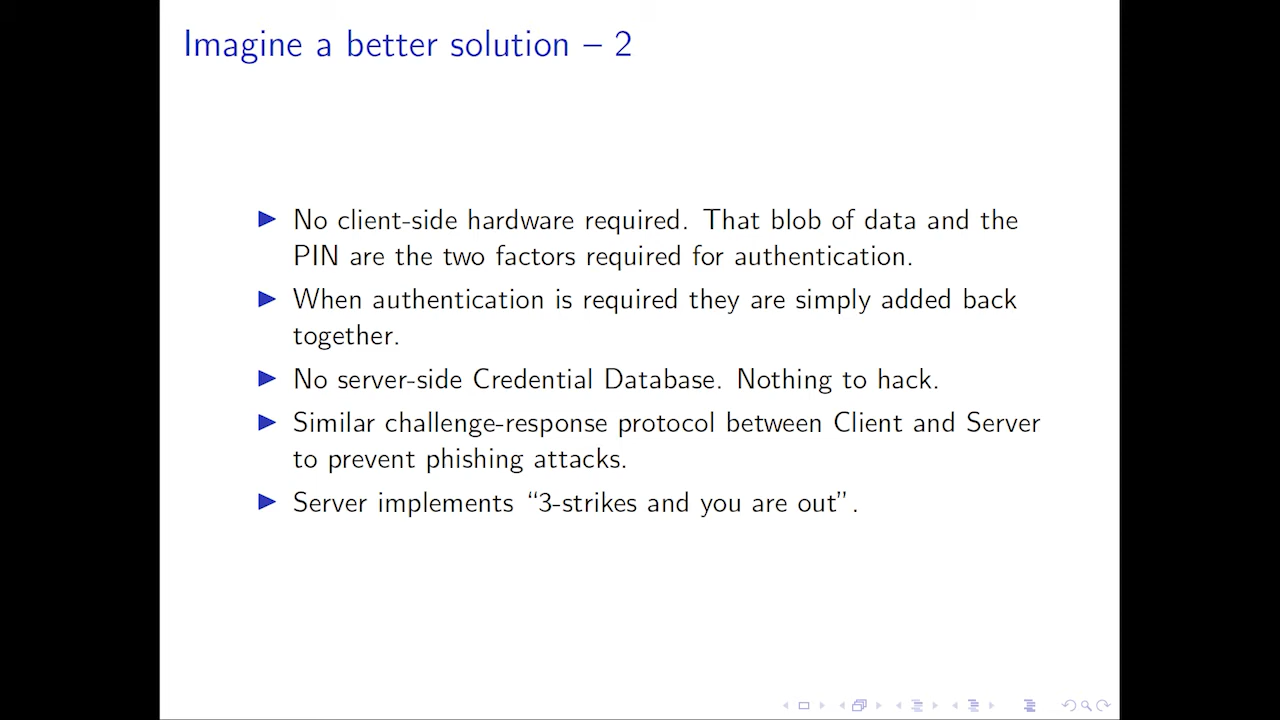 Imagine a better solution – 2
No client-side hardware required. That blob of data and the
PIN are the two factors required for authentication.
When authentication is required they are simply added back
together.
No server-side Credential Database. Nothing to hack.
Similar challenge-response protocol between Client and Server
to prevent phishing attacks.
Server implements “3-strikes and you are out”.